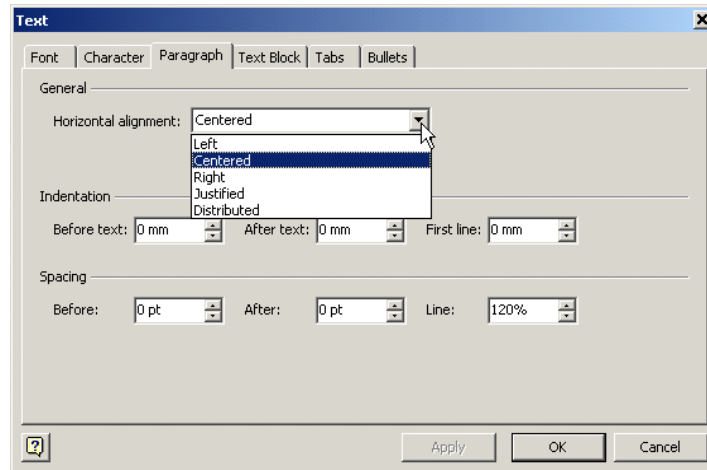 Text
Font Character Paragraph Text Block Tabs Bullets
General
Horizontal alignment: Centered
Left
Centered
Right
Justified
Distributed
Indentation
Before text: 0 mm After text: 0 mm First line: 0 mm
Spacing
Before: 0 pt After: 0 pt Line: 120%
Apply OK Cancel